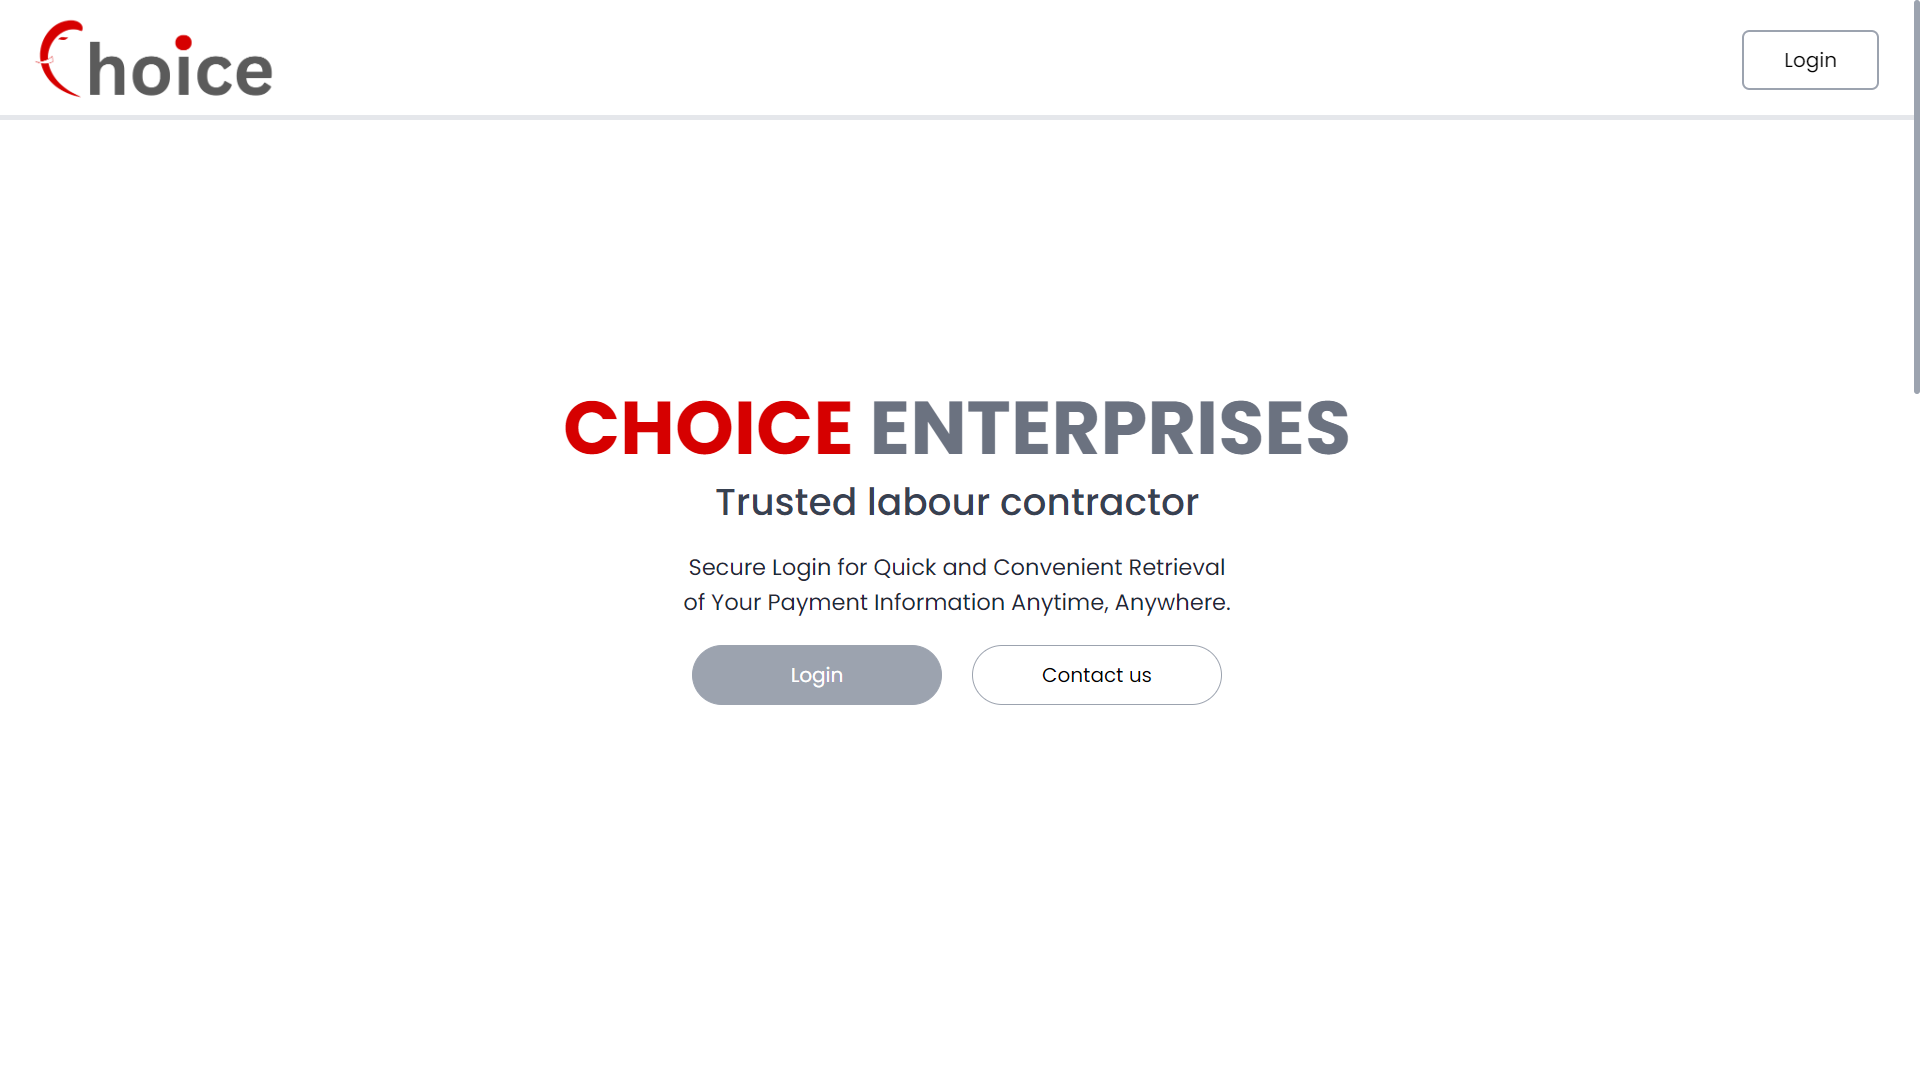 Choice
Login
CHOICE ENTERPRISES
Trusted labour contractor
Secure Login for Quick and Convenient Retrieval
of Your Payment Information Anytime, Anywhere.
Login
Contact us